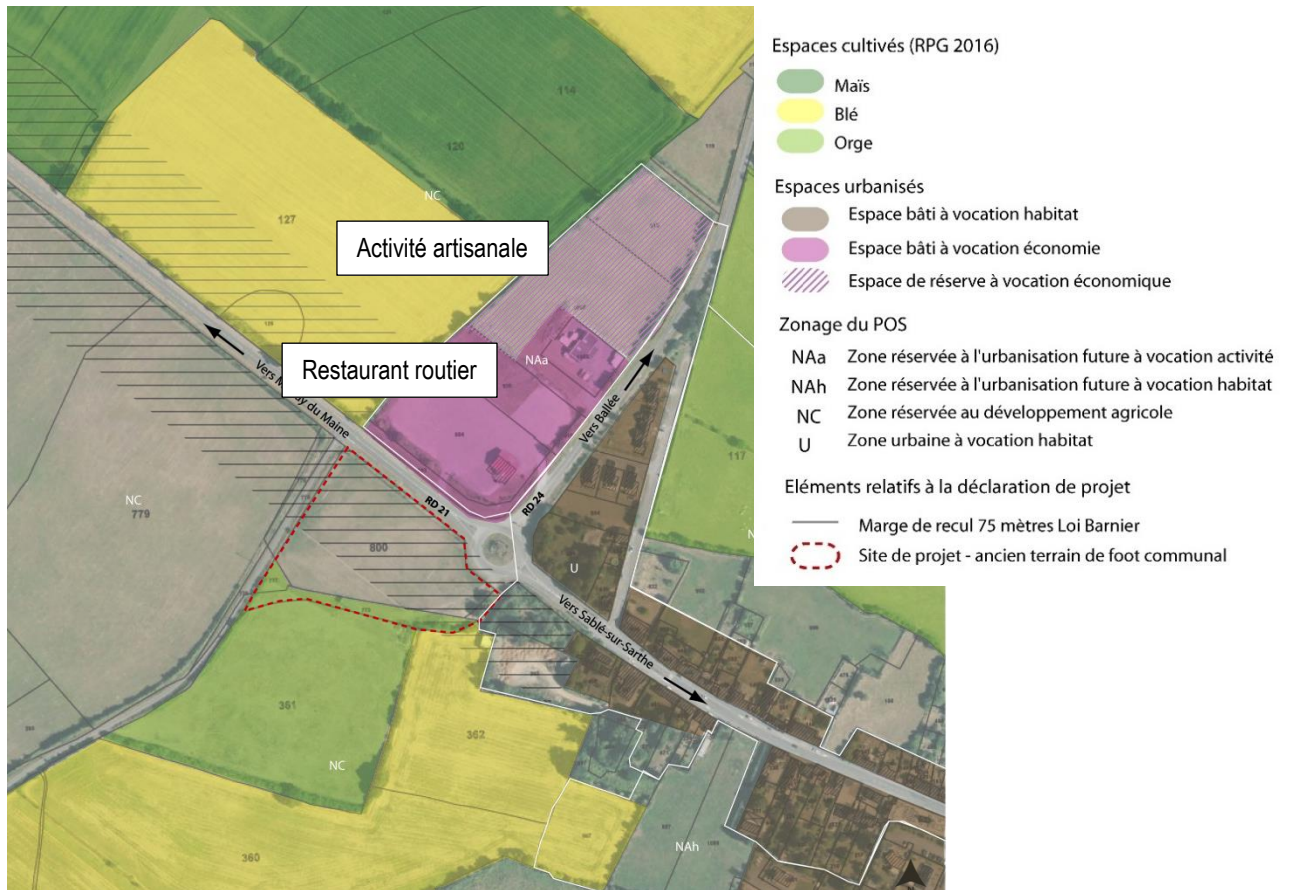 Espaces cultivés (RPG 2016)
Maïs
Blé
Orge
Espaces urbanisés
Espace bâti à vocation habitat
Espace bâti à vocation économie
Espace de réserve à vocation économique
Zonage du POS
NAa Zone réservée à l'urbanisation future à vocation activité
NAh Zone réservée à l'urbanisation future à vocation habitat
NC Zone réservée au développement agricole
U Zone urbaine à vocation habitat
Eléments relatifs à la déclaration de projet
Marge de recul 75 mètres Loi Barnier
Site de projet - ancien terrain de foot communal
114
120
NC
127
Activité artisanale
NAa
Restaurant routier
Vers Ballée
du Maine
117
RD 21
RD 24
NC
779
800
U
Vers Sablé-sur-Sarthe
361
362
NC
NAh
360